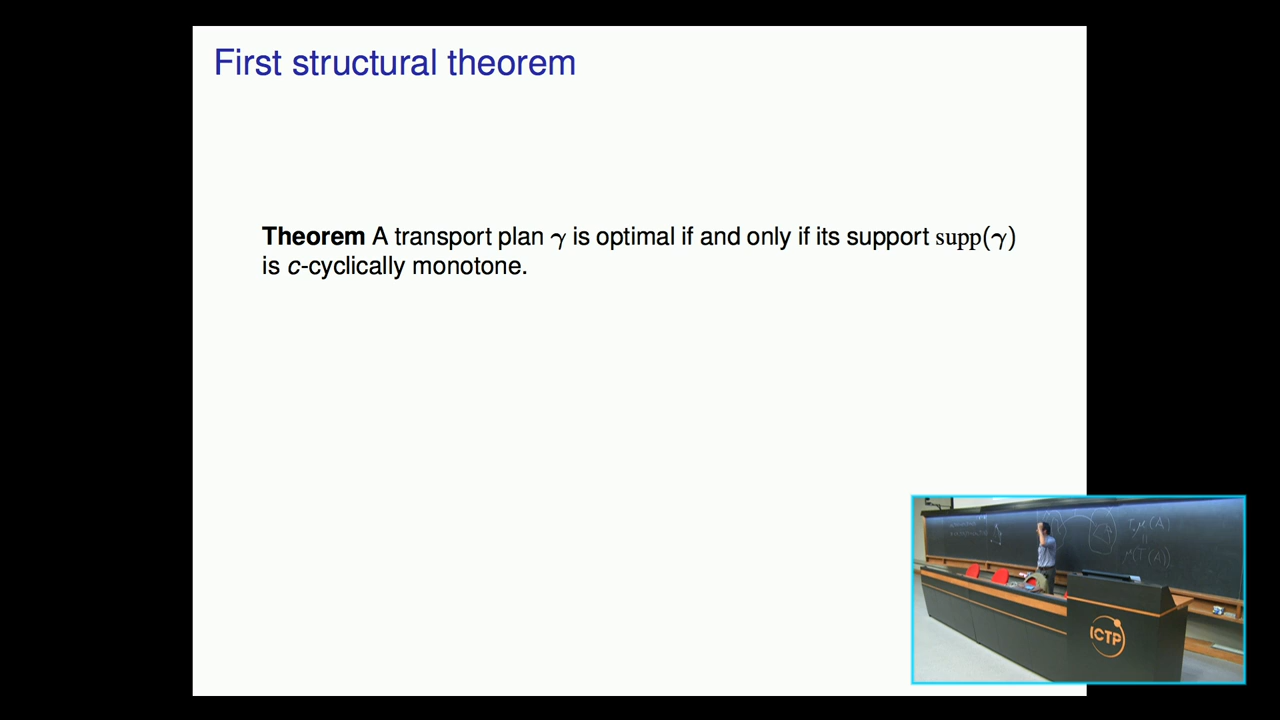 First structural theorem
Theorem A transport plan γ is optimal if and only if its support supp(γ)
is c-cyclically monotone.
T#μ(A)
ICTP